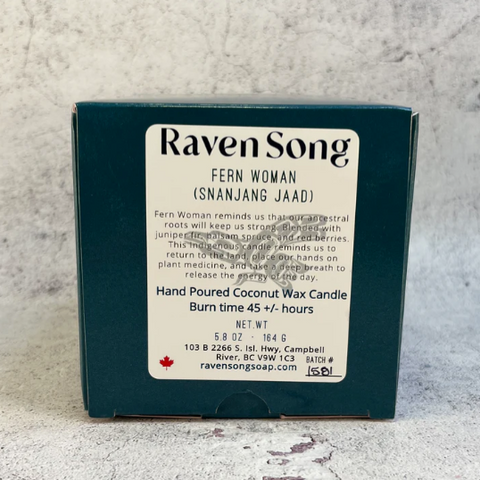 Raven Song
FERN WOMAN
(SNANJANG JAAD)
Fern Woman reminds us that our ancestral
roots will keep us strong. Blended with
juniper, fir, balsam spruce, and red berries.
This Indigenous candle reminds us to
return to the land, place our hands on
plant medicine, and take a deep breath to
release the energy of the day.
Hand Poured Coconut Wax Candle
Burn time 45 +/- hours
NET.WT
5.8 OZ · 164 G
103 B 2266 S. Isl. Hwy, Campbell
River, BC V9W 1C3
BATCH #
ravensongsoap.com
1581